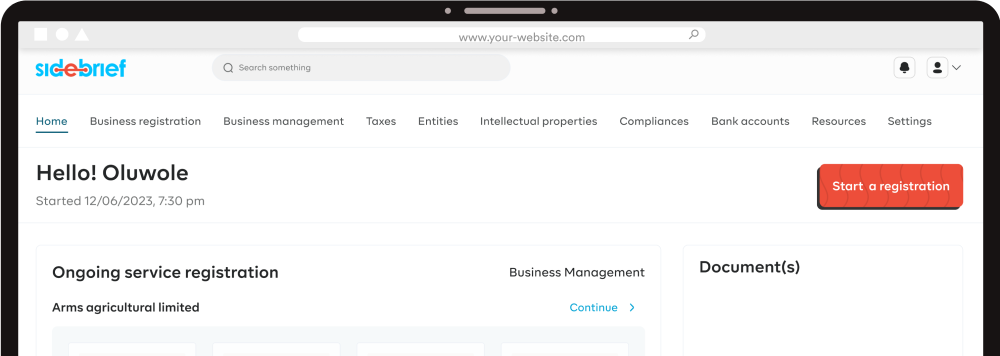 www.your-website.com
sidebrief
Search something
Home Business registration Business management Taxes Entities Intellectual properties Compliances Bank accounts Resources Settings
Hello! Oluwole
Started 12/06/2023, 7:30 pm
Start a registration
Ongoing service registration
Business Management
Document(s)
Arms agricultural limited
Continue